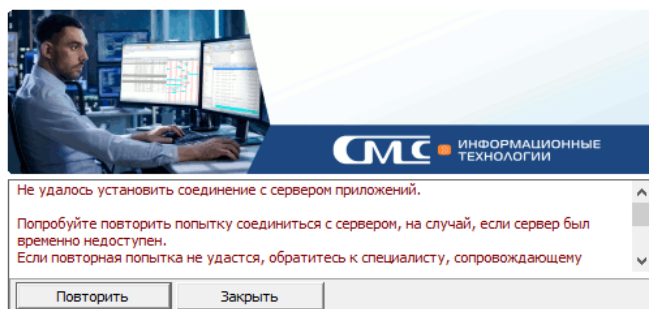 СМС ИНФОРМАЦИОННЫЕ
ТЕХНОЛОГИИ
Не удалось установить соединение с сервером приложений.
Попробуйте повторить попытку соединиться с сервером, на случай, если сервер был
временно недоступен.
Если повторная попытка не удастся, обратитесь к специалисту, сопровождающему
Повторить
Закрыть